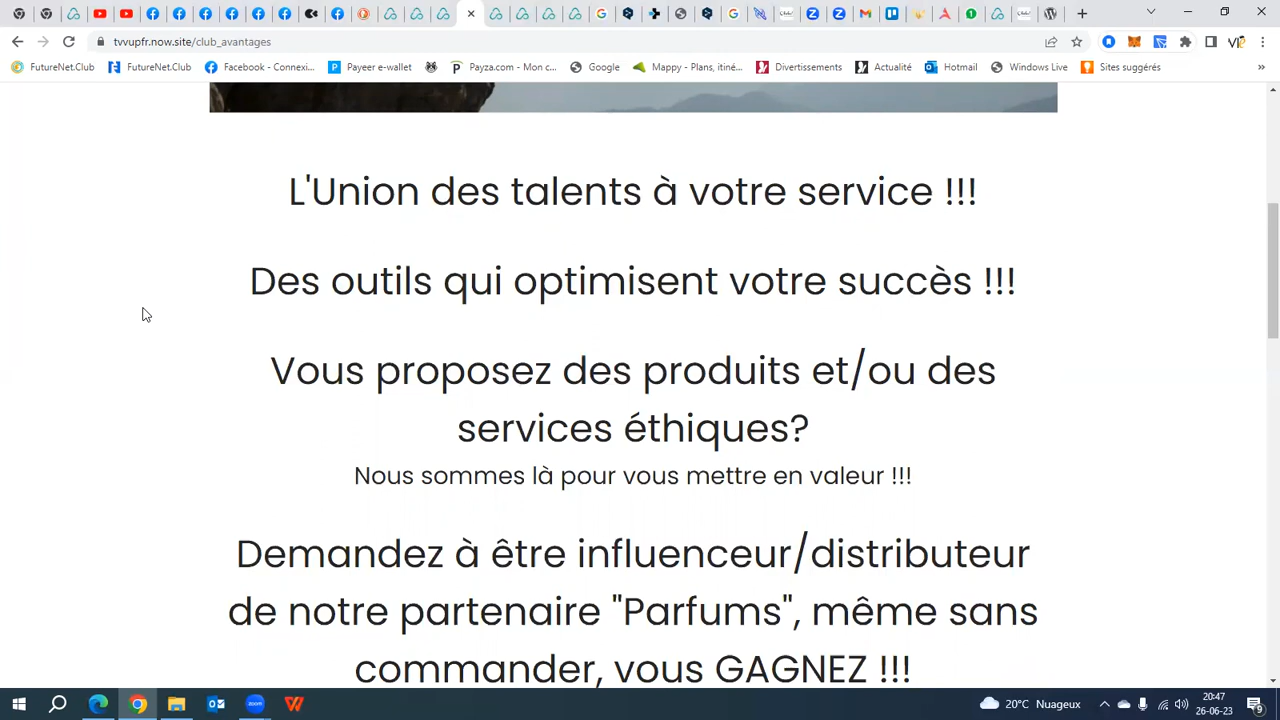 tvvupfr.now.site/club_avantages
FutureNet.Club
FutureNet.Club
Facebook - Connexi...
Payeer e-wallet
Payza.com - Mon c...
Google
Mappy - Plans, itiné...
Divertissements
Actualité
Hotmail
Windows Live
Sites suggérés
»
L'Union des talents à votre service !!!
Des outils qui optimisent votre succès !!!
Vous proposez des produits et/ou des
services éthiques?
Nous sommes là pour vous mettre en valeur !!!
Demandez à être influenceur/distributeur
de notre partenaire "Parfums", même sans
commander, vous GAGNEZ !!!
20°C Nuageux
20:47
26-06-23